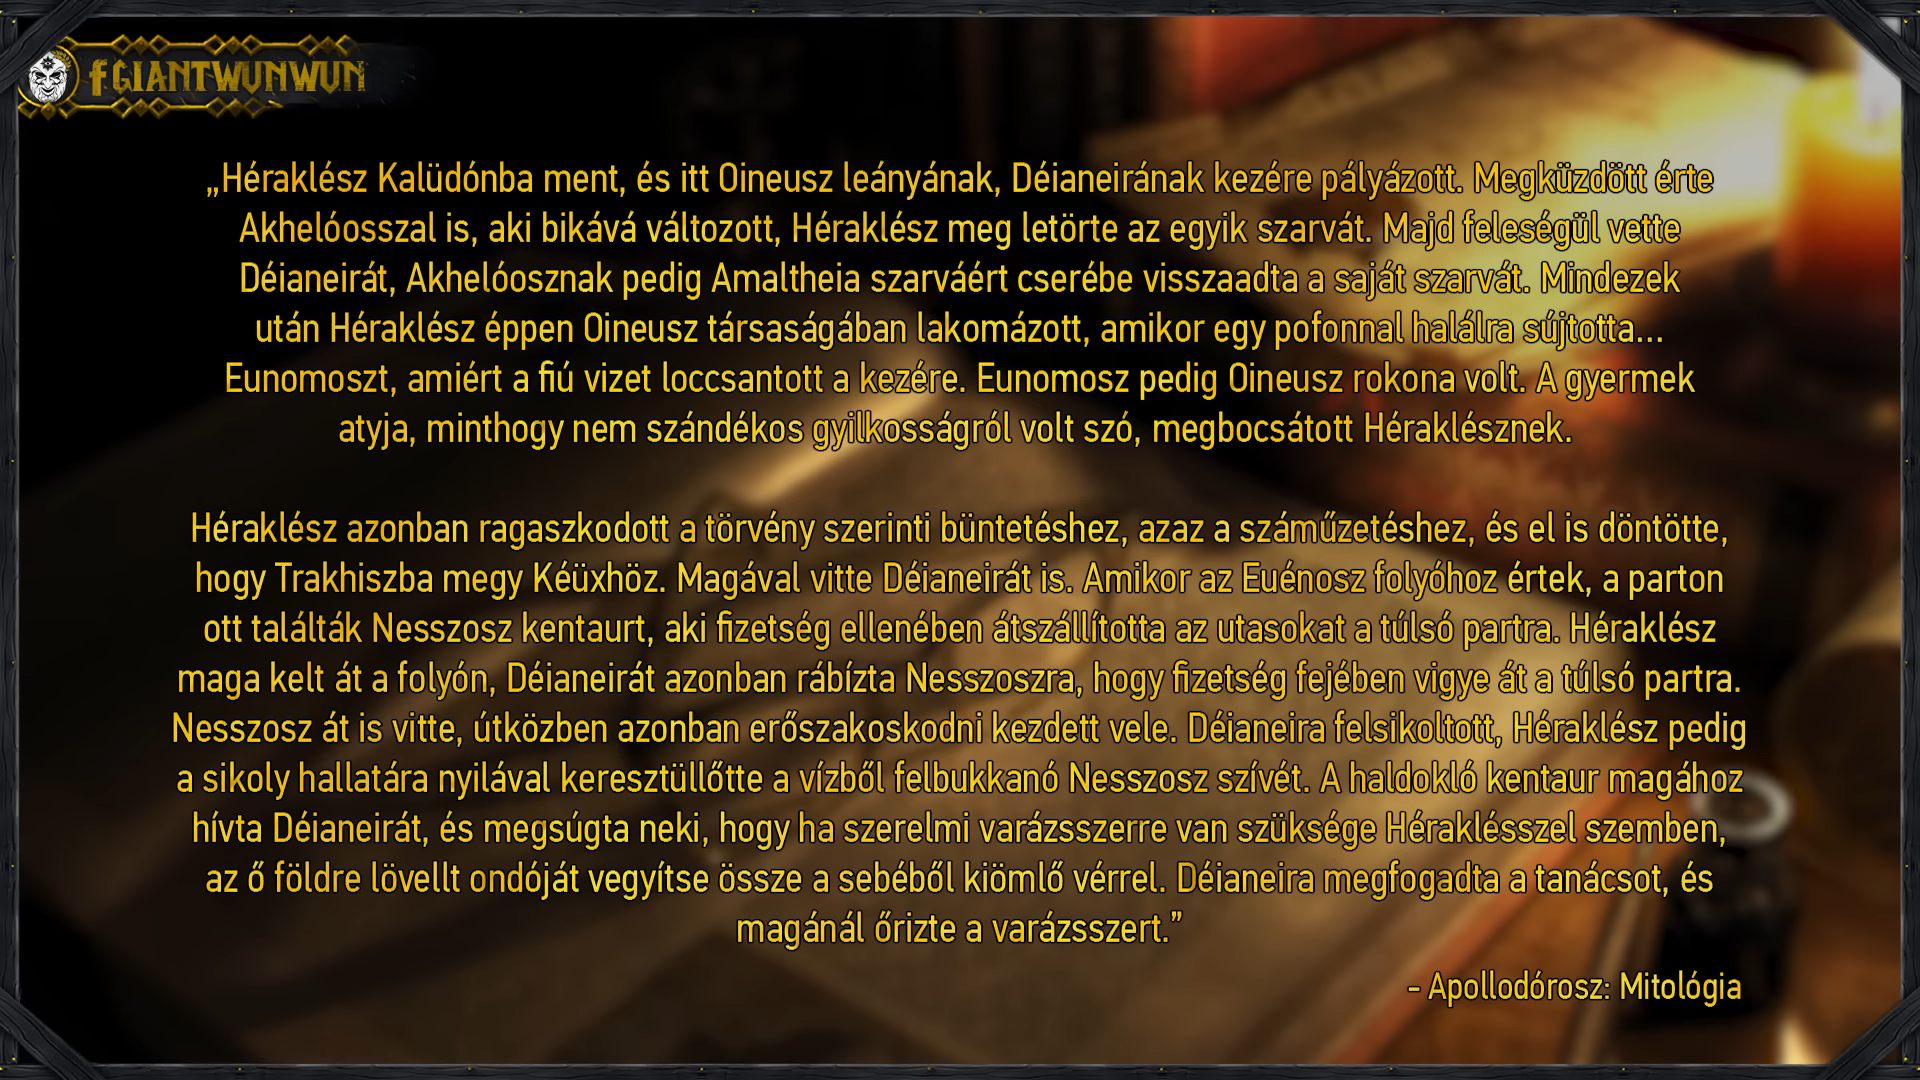 fGIANTWUNWUN
„Héraklész Kalüdónba ment, és itt Oineusz leányának, Déianeirának kezére pályázott. Megküzdött érte
Akhelóosszal is, aki bikává változott, Héraklész meg letörte az egyik szarvát. Majd feleségül vette
Déianeirát, Akhelóosznak pedig Amaltheia szarváért cserébe visszaadta a saját szarvát. Mindezek
után Héraklész éppen Oineusz társaságában lakomázott, amikor egy pofonnal halálra sújtotta...
Eunomoszt, amiért a fiú vizet loccsantott a kezére. Eunomosz pedig Oineusz rokona volt. A gyermek
atyja, minthogy nem szándékos gyilkosságról volt szó, megbocsátott Héraklésznek.
Héraklész azonban ragaszkodott a törvény szerinti büntetéshez, azaz a száműzetéshez, és el is döntötte,
hogy Trakhiszba megy Kéüxhöz. Magával vitte Déianeirát is. Amikor az Euénosz folyóhoz értek, a parton
ott találták Nesszosz kentaurt, aki fizetség ellenében átszállította az utasokat a túlsó partra. Héraklész
maga kelt át a folyón, Déianeirát azonban rábízta Nesszoszra, hogy fizetség fejében vigye át a túlsó partra.
Nesszosz át is vitte, útközben azonban erőszakoskodni kezdett vele. Déianeira felsikoltott, Héraklész pedig
a sikoly hallatára nyilával keresztüllőtte a vízből felbukkanó Nesszosz szívét. A haldokló kentaur magához
hívta Déianeirát, és megsúgta neki, hogy ha szerelmi varázsszerre van szüksége Héraklésszel szemben,
az ő földre lövellt ondóját vegyítse össze a sebéből kiömlő vérrel. Déianeira megfogadta a tanácsot, és
magánál őrizte a varázsszert.”
- Apollodórosz: Mitológia